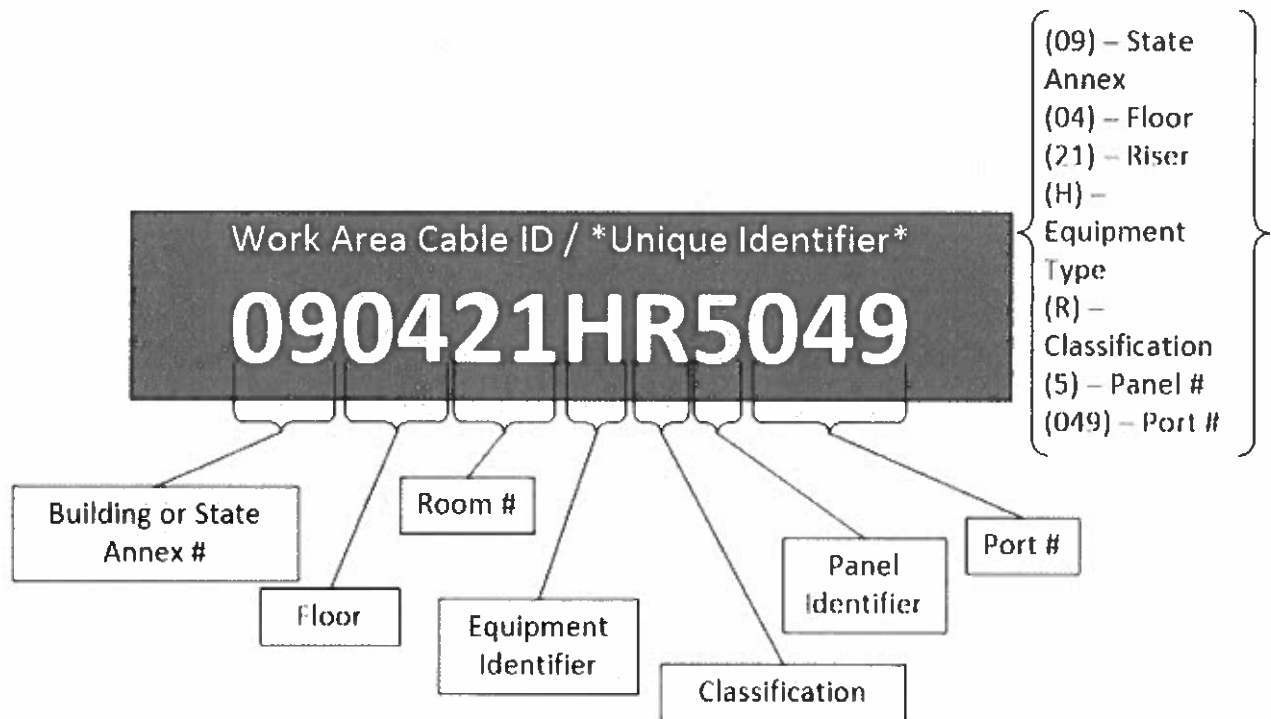 (09) – State
Annex
(04) – Floor
(21) – Riser
(H) –
Equipment
Type
(R) –
Classification
(5) – Panel #
(049) – Port #
Work Area Cable ID / *Unique Identifier*
090421HR5049
Building or State
Annex #
Floor
Room #
Equipment
Identifier
Classification
Panel
Identifier
Port #